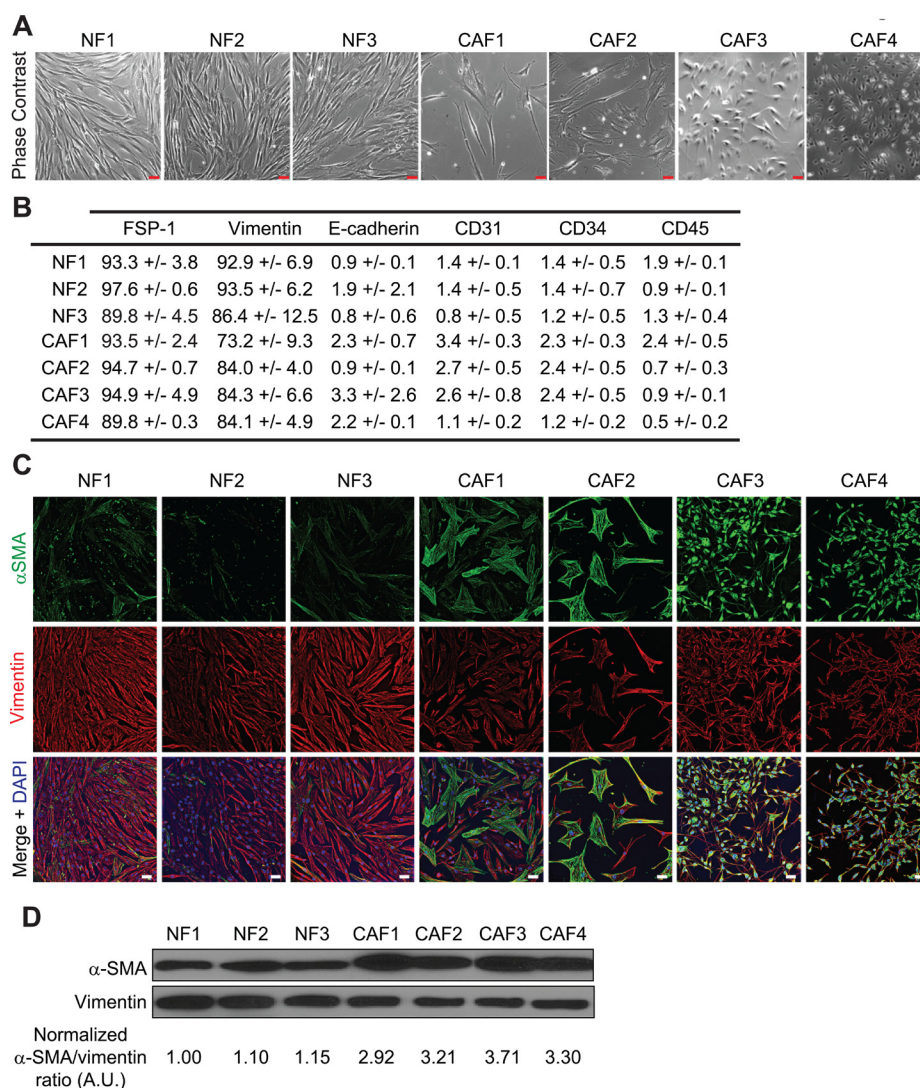 A
NF1 NF2 NF3 CAF1 CAF2 CAF3 CAF4
Phase Contrast
B
FSP-1 Vimentin E-cadherin CD31 CD34 CD45
NF1 93.3 +/- 3.8 92.9 +/- 6.9 0.9 +/- 0.1 1.4 +/- 0.1 1.4 +/- 0.5 1.9 +/- 0.1
NF2 97.6 +/- 0.6 93.5 +/- 6.2 1.9 +/- 2.1 1.4 +/- 0.5 1.4 +/- 0.7 0.9 +/- 0.1
NF3 89.8 +/- 4.5 86.4 +/- 12.5 0.8 +/- 0.6 0.8 +/- 0.5 1.2 +/- 0.5 1.3 +/- 0.4
CAF1 93.5 +/- 2.4 73.2 +/- 9.3 2.3 +/- 0.7 3.4 +/- 0.3 2.3 +/- 0.3 2.4 +/- 0.5
CAF2 94.7 +/- 0.7 84.0 +/- 4.0 0.9 +/- 0.1 2.7 +/- 0.5 2.4 +/- 0.5 0.7 +/- 0.3
CAF3 94.9 +/- 4.9 84.3 +/- 6.6 3.3 +/- 2.6 2.6 +/- 0.8 2.4 +/- 0.5 0.9 +/- 0.1
CAF4 89.8 +/- 0.3 84.1 +/- 4.9 2.2 +/- 0.1 1.1 +/- 0.2 1.2 +/- 0.2 0.5 +/- 0.2
C
NF1 NF2 NF3 CAF1 CAF2 CAF3 CAF4
αSMA
Vimentin
Merge + DAPI
D
NF1 NF2 NF3 CAF1 CAF2 CAF3 CAF4
α-SMA
Vimentin
Normalized
α-SMA/vimentin 1.00 1.10 1.15 2.92 3.21 3.71 3.30
ratio (A.U.)